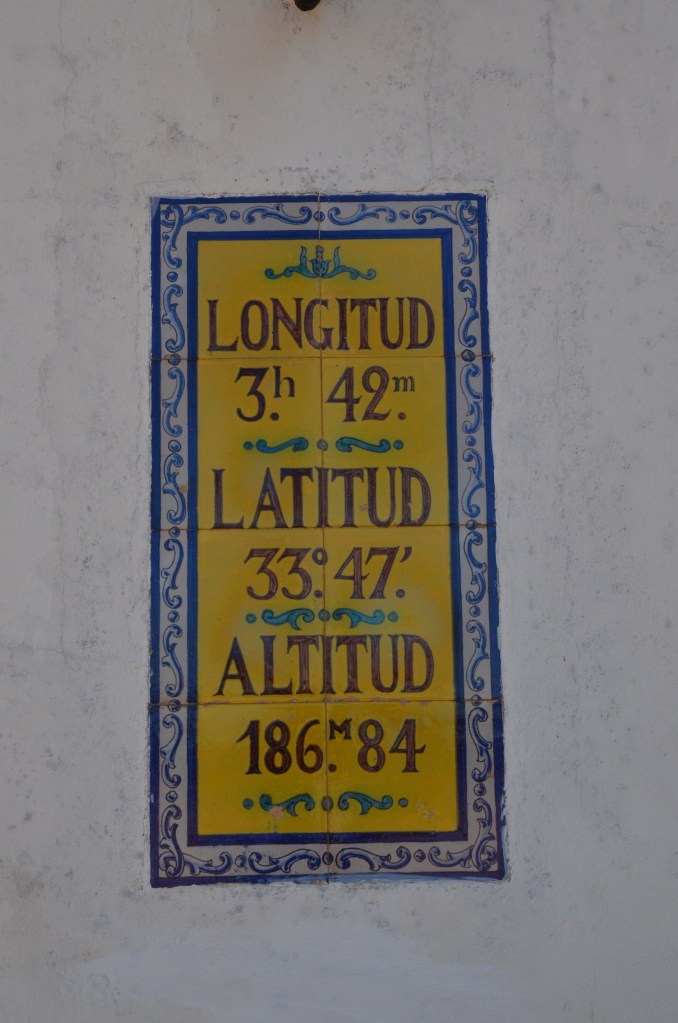 LONGITUD
3.h 42.m
LATITUD
33.º 47.'
ALTITUD
186.M 84